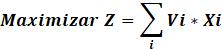 Maximizar Z = ∑ Vi * Xi
i